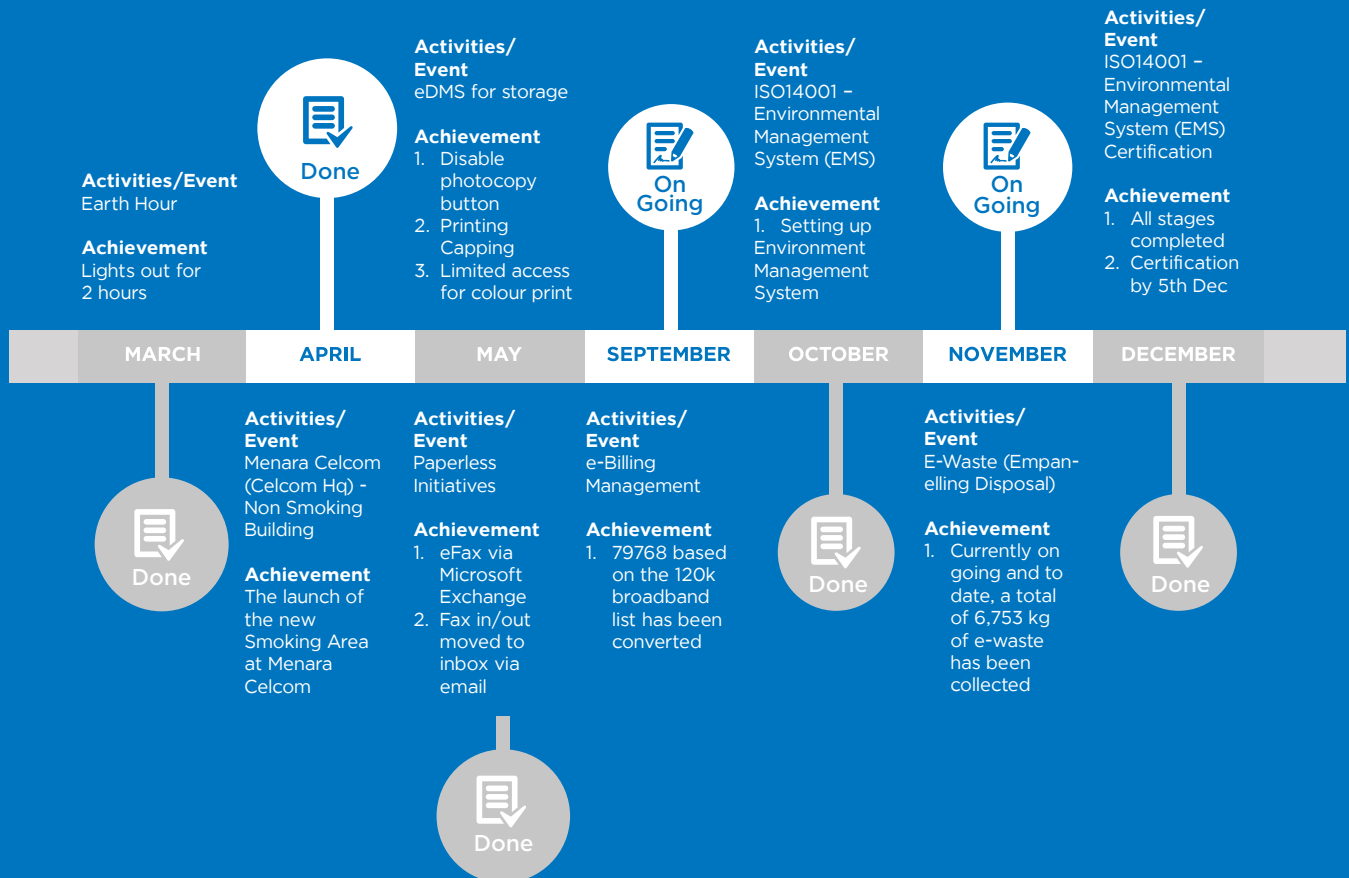 Activities/Event
Earth Hour
Achievement
Lights out for
2 hours
Done
Activities/
Event
eDMS for storage
Achievement
1. Disable
photocopy
button
2. Printing
Capping
3. Limited access
for colour print
On
Going
Activities/
Event
ISO14001 –
Environmental
Management
System (EMS)
Achievement
1. Setting up
Environment
Management
System
On
Going
Activities/
Event
ISO14001 –
Environmental
Management
System (EMS)
Certification
Achievement
1. All stages
completed
2. Certification
by 5th Dec
MARCH
APRIL
MAY
SEPTEMBER
OCTOBER
NOVEMBER
DECEMBER
Done
Activities/
Event
Menara Celcom
(Celcom Hq) -
Non Smoking
Building
Achievement
The launch of
the new
Smoking Area
at Menara
Celcom
Activities/
Event
Paperless
Initiatives
Achievement
1. eFax via
Microsoft
Exchange
2. Fax in/out
moved to
inbox via
email
Done
Activities/
Event
e-Billing
Management
Achievement
1. 79768 based
on the 120k
broadband
list has been
converted
Done
Activities/
Event
E-Waste (Empan-
elling Disposal)
Achievement
1. Currently on
going and to
date, a total
of 6,753 kg
of e-waste
has been
collected
Done